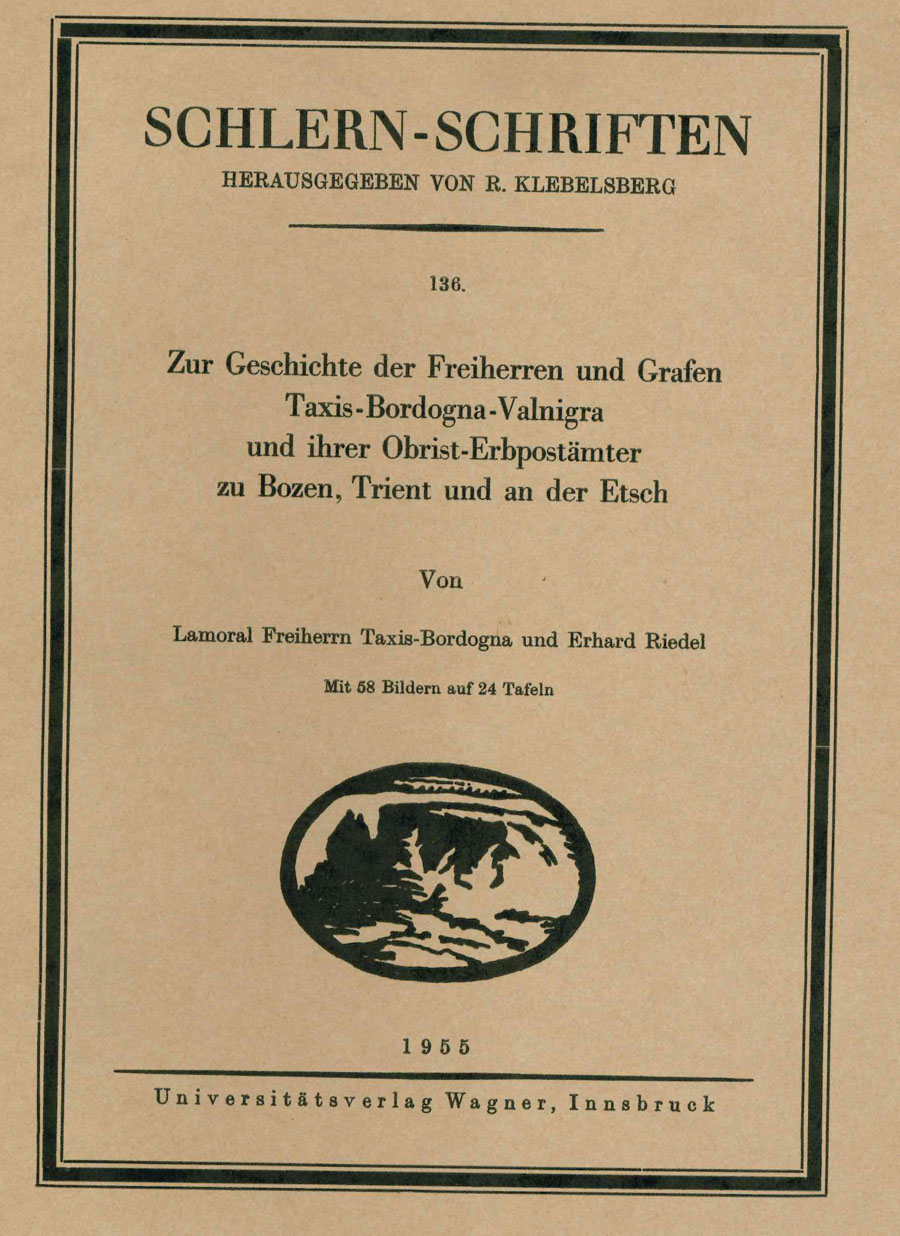 SCHLERN-SCHRIFTEN
HERAUSGEGEBEN VON R. KLEBELSBERG
136.
Zur Geschichte der Freiherren und Grafen
Taxis-Bordogna-Valnigra
und ihrer Obrist-Erbpostämter
zu Bozen, Trient und an der Etsch
Von
Lamoral Freiherrn Taxis-Bordogna und Erhard Riedel
Mit 58 Bildern auf 24 Tafeln
1955
Universitätsverlag Wagner, Innsbruck